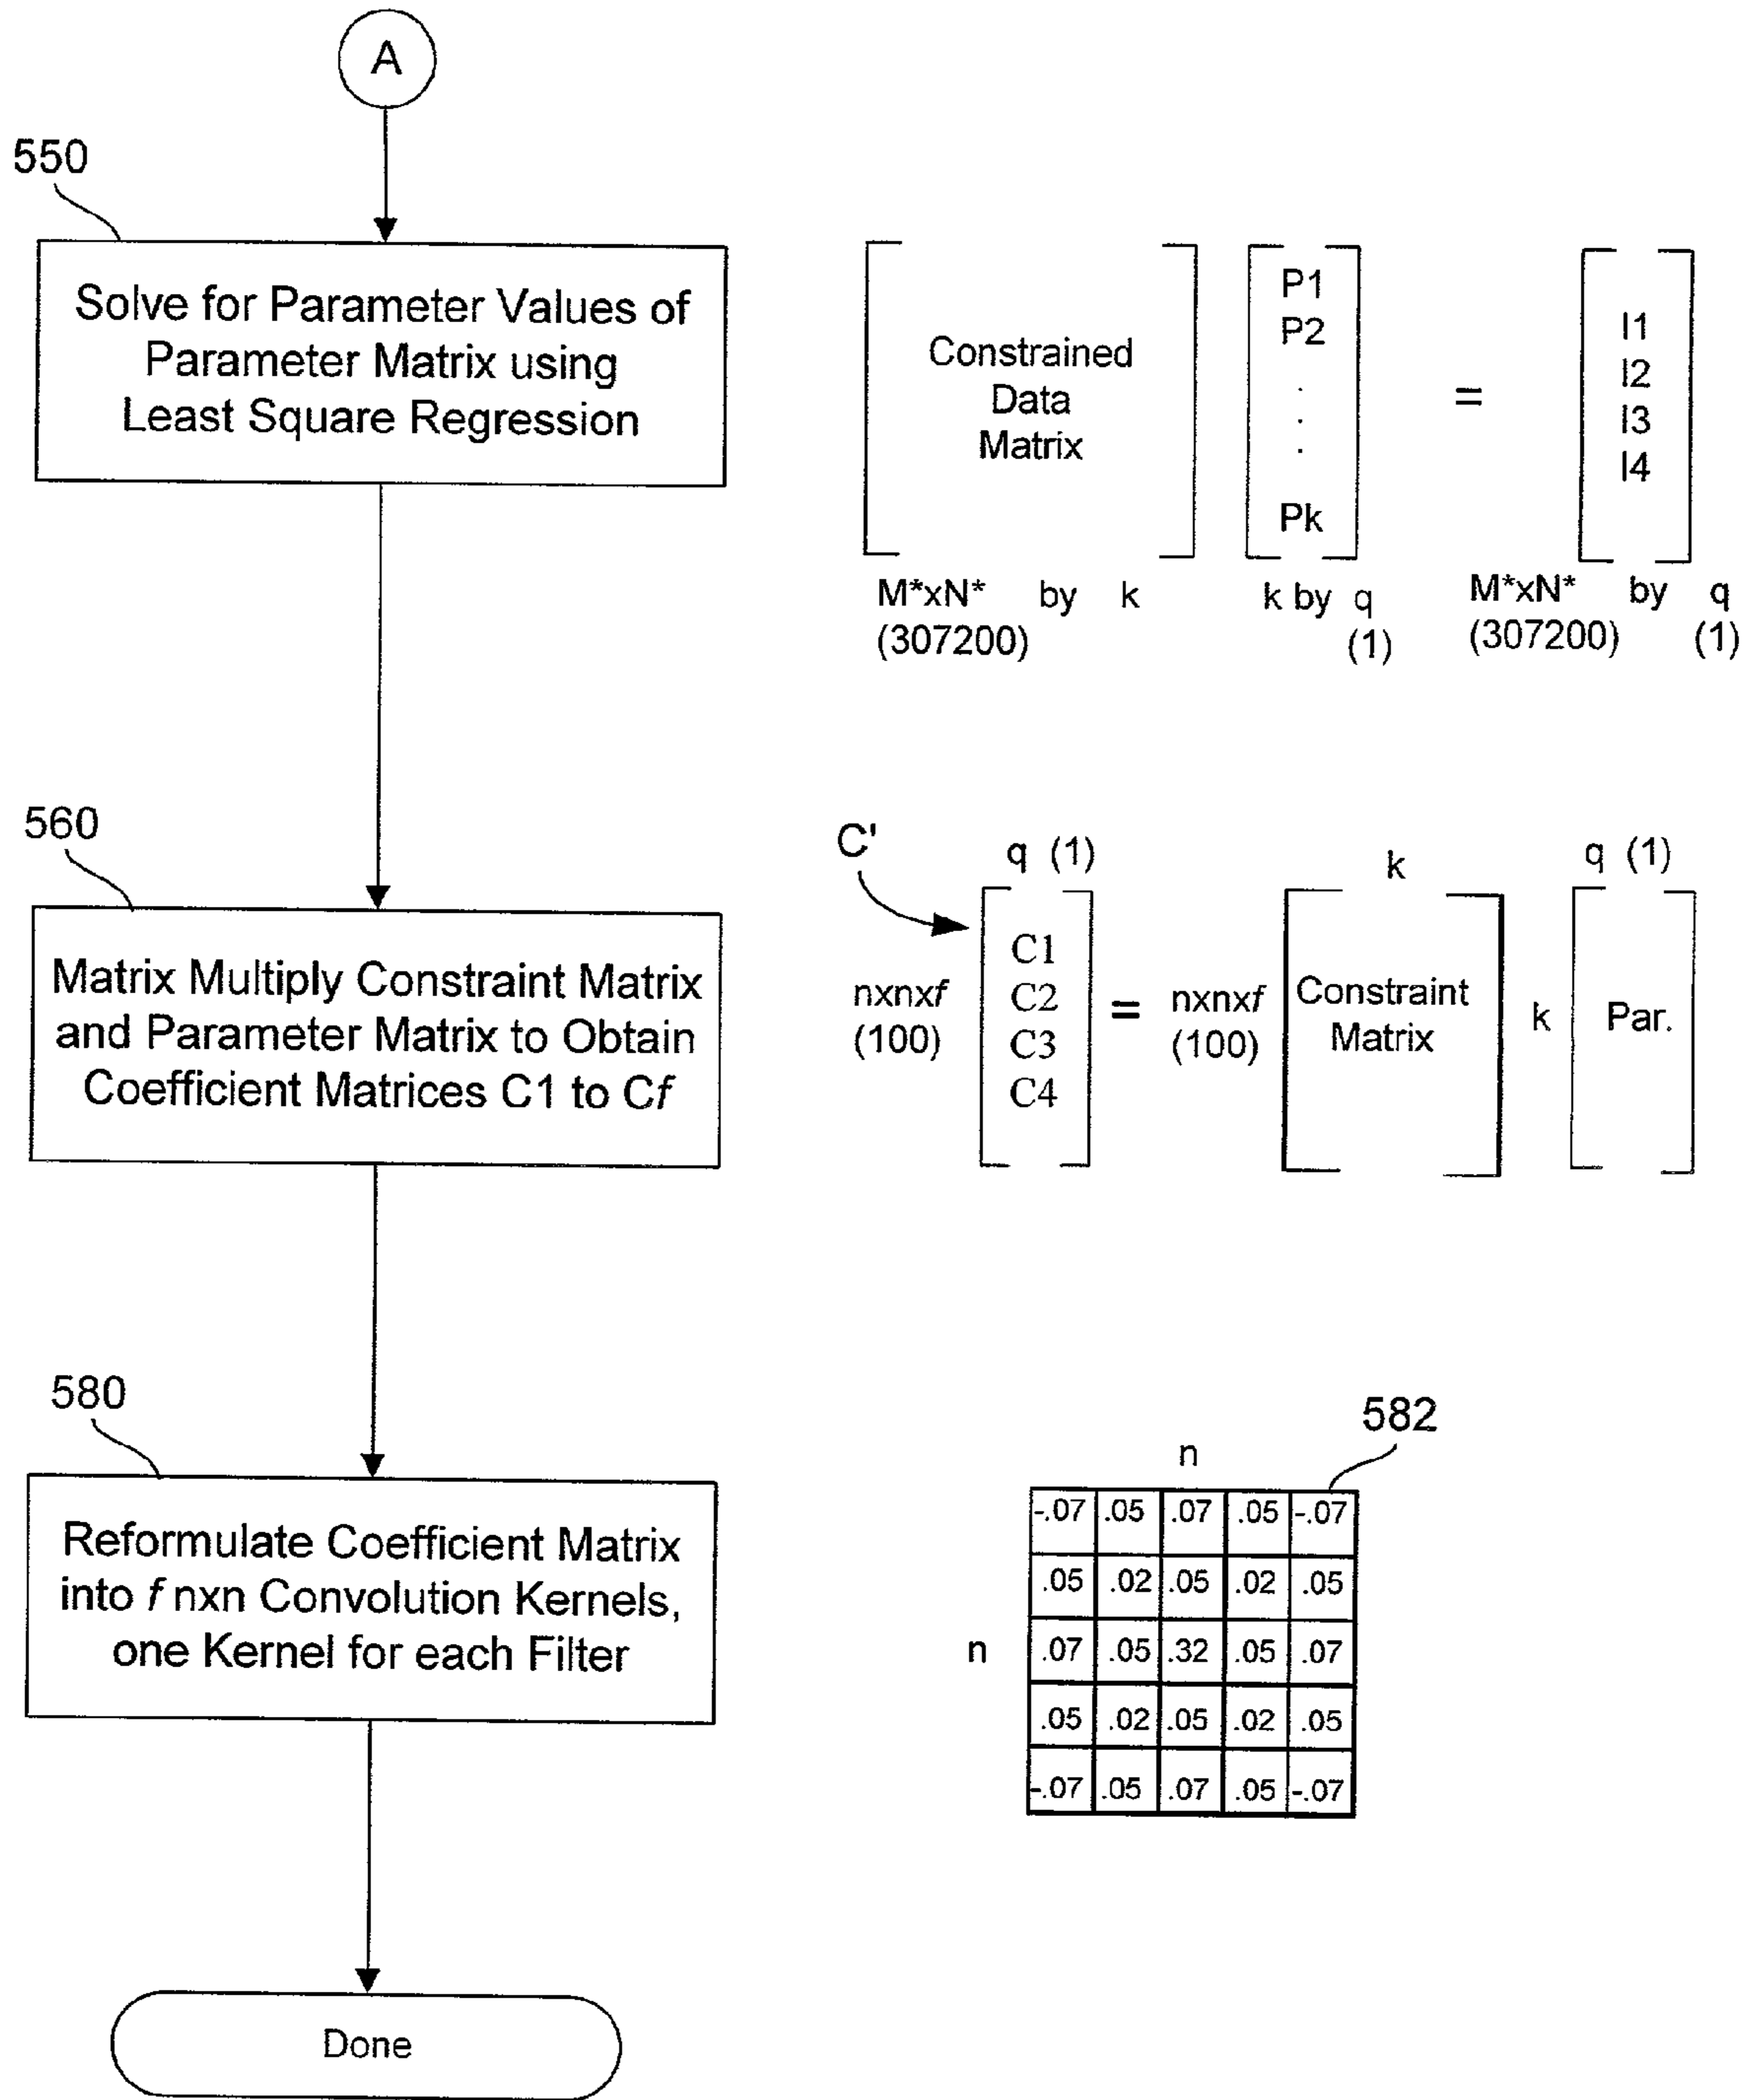 A
550
Solve for Parameter Values of
Parameter Matrix using
Least Square Regression
Constrained
Data
Matrix
P1
P2
.
.
.
Pk
=
I1
I2
I3
I4
M*xN* by k
(307200)
k by q
(1)
M*xN* by q
(307200) (1)
560
Matrix Multiply Constraint Matrix
and Parameter Matrix to Obtain
Coefficient Matrices C1 to Cf
C'
q (1)
nxnxf
(100)
C1
C2
C3
C4
=
nxnxf
(100)
k
Constraint
Matrix
k
q (1)
Par.
580
Reformulate Coefficient Matrix
into f nxn Convolution Kernels,
one Kernel for each Filter
582
n
n
-.07 .05 .07 .05 -.07
.05 .02 .05 .02 .05
.07 .05 .32 .05 .07
.05 .02 .05 .02 .05
-.07 .05 .07 .05 -.07
Done